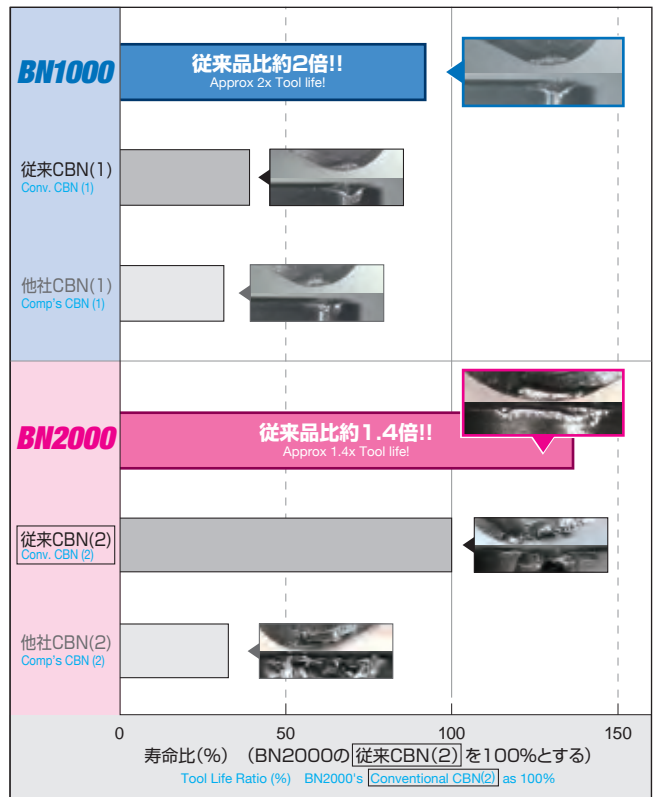 BN1000
従来品比約2倍!!
Approx 2x Tool life!
従来CBN(1)
Conv. CBN (1)
他社CBN(1)
Comp's CBN (1)
BN2000
従来品比約1.4倍!!
Approx 1.4x Tool life!
従来CBN(2)
Conv. CBN (2)
他社CBN(2)
Comp's CBN (2)
0 50 100 150
寿命比(%) (BN2000の従来CBN(2)を100%とする)
Tool Life Ratio (%) BN2000's Conventional CBN(2) as 100%